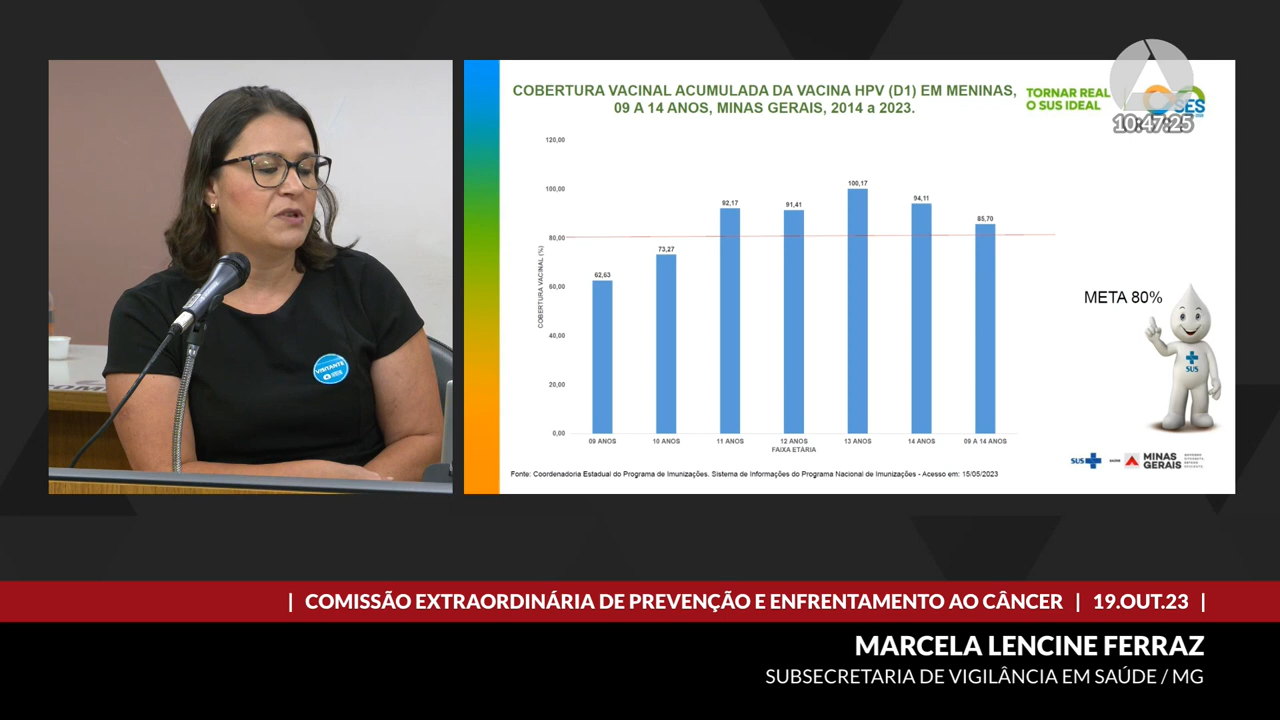 COBERTURA VACINAL ACUMULADA DA VACINA HPV (D1) EM MENINAS,
09 A 14 ANOS, MINAS GERAIS, 2014 a 2023.
TORNAR REAL
O SUS IDEAL
SES
10:47:25
120,00
100,00
80,00
60,00
40,00
20,00
0,00
COBERTURA VACINAL (%)
62,63
73,27
92,17
91,41
100,17
94,11
85,70
09 ANOS
10 ANOS
11 ANOS
12 ANOS
13 ANOS
14 ANOS
09 A 14 ANOS
FAIXA ETÁRIA
META 80%
SUS
Fonte: Coordenadoria Estadual do Programa de Imunizações. Sistema de Informações do Programa Nacional de Imunizações - Acesso em: 15/05/2023
SUS
SAÚDE
MINAS
GERAIS
VISITANTE
| COMISSÃO EXTRAORDINÁRIA DE PREVENÇÃO E ENFRENTAMENTO AO CÂNCER | 19.OUT.23 |
MARCELA LENCINE FERRAZ
SUBSECRETARIA DE VIGILÂNCIA EM SAÚDE / MG